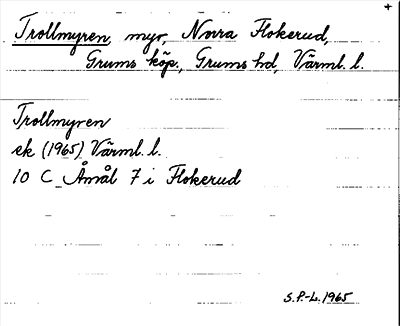 +
Trollmyren, myr, Norra Flokerud,
Grums köp., Grums hd, Värml. l.
Trollmyren
ek (1965) Värml. l.
10 C Åmål 7 i Flokerud
S.P.-L. 1965